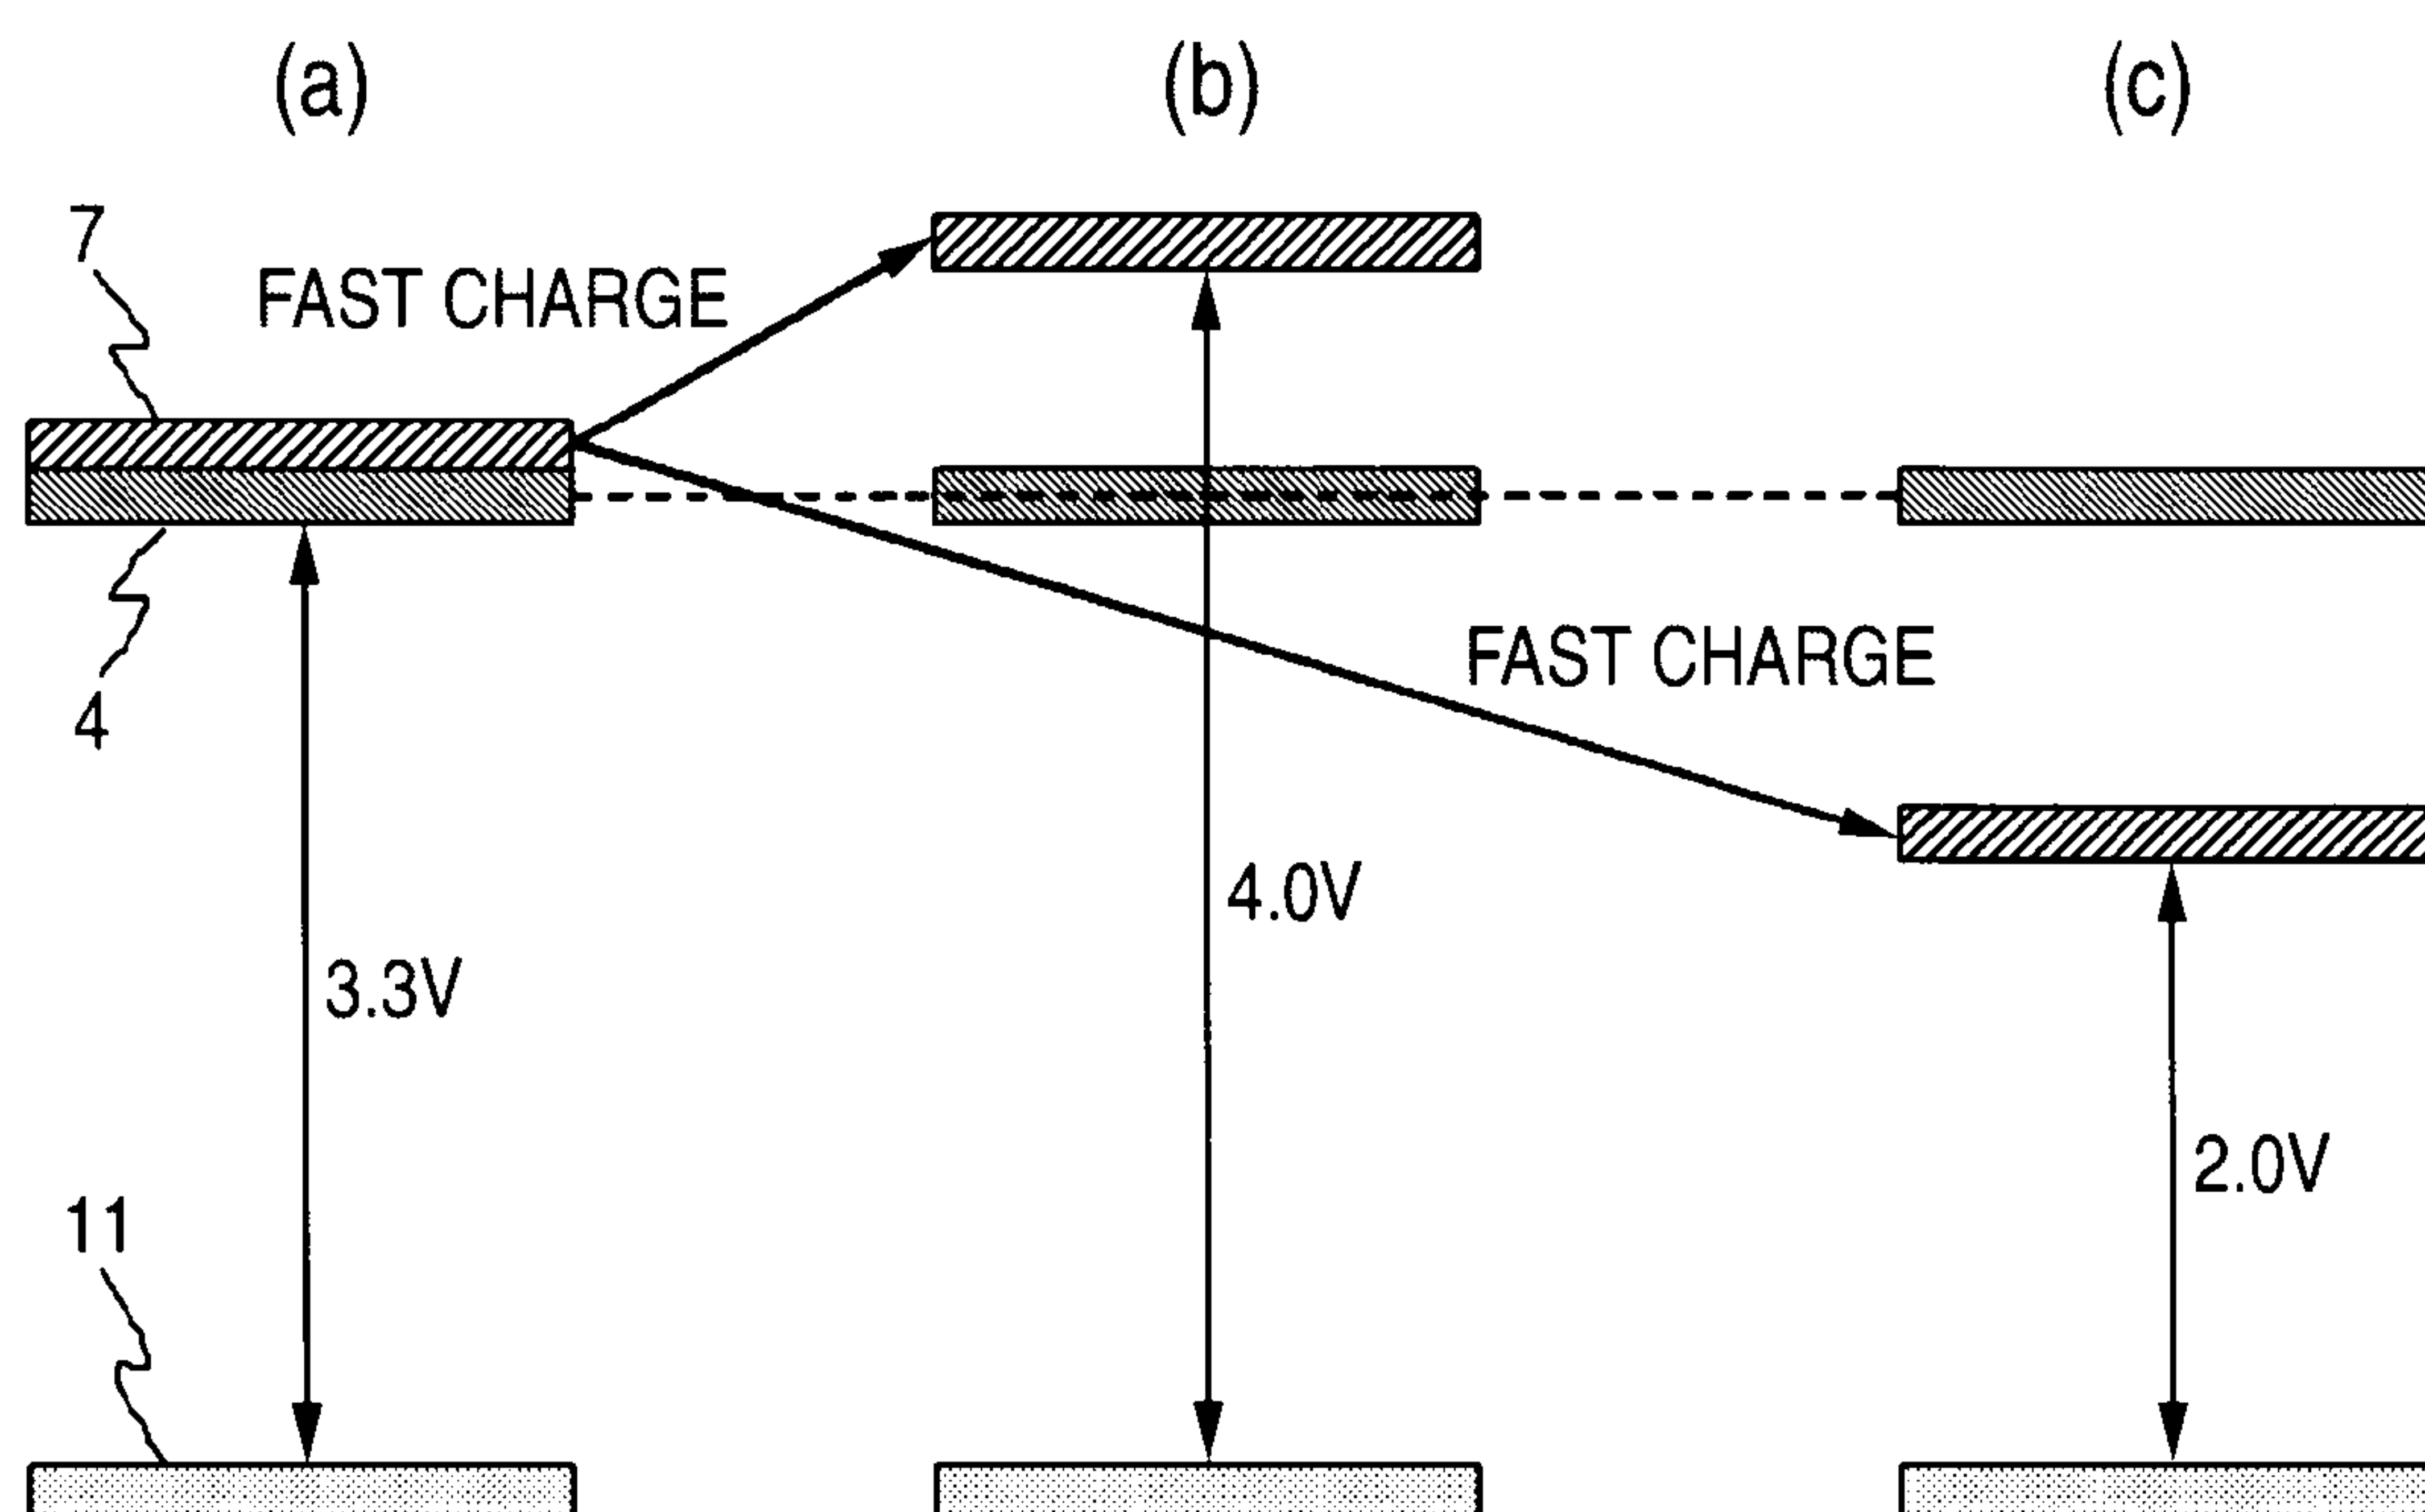 (a) (b) (c)
7
FAST CHARGE
4
FAST CHARGE
4.0V
3.3V
2.0V
11